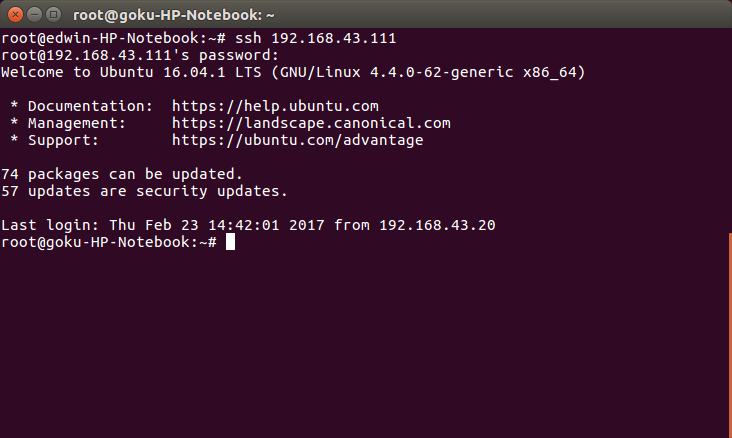 root@goku-HP-Notebook: ~
root@edwin-HP-Notebook:~# ssh 192.168.43.111
root@192.168.43.111's password:
Welcome to Ubuntu 16.04.1 LTS (GNU/Linux 4.4.0-62-generic x86_64)
* Documentation:  https://help.ubuntu.com
* Management:     https://landscape.canonical.com
* Support:        https://ubuntu.com/advantage
74 packages can be updated.
57 updates are security updates.
Last login: Thu Feb 23 14:42:01 2017 from 192.168.43.20
root@goku-HP-Notebook:~#